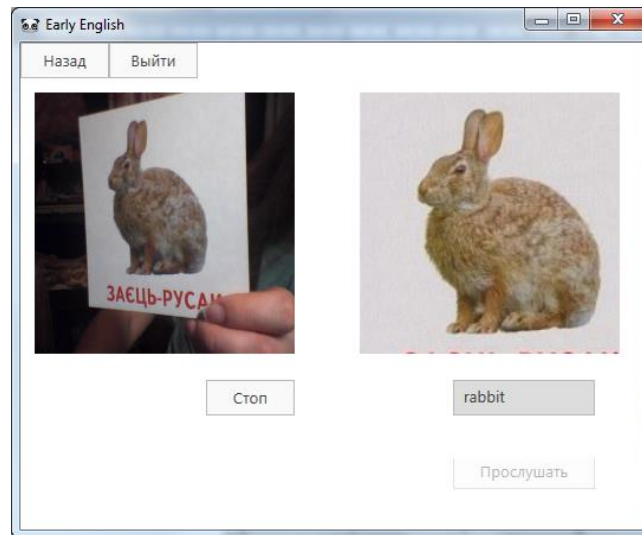 Early English
Назад Выйти
ЗАЄЦЬ-РУСАК
Стоп
rabbit
Прослушать